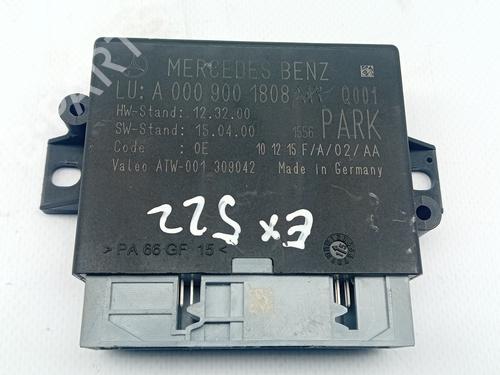 MERCEDES BENZ
LU: A 000 900 1808 Q001
HW-Stand: 12.32.00
SW-Stand: 15.04.00 1556 PARK
Code : 0E 10 12 15 F/A/02/AA
Valeo ATW-001 309042 Made in Germany
EX 522
> PA 66 GF 15 <